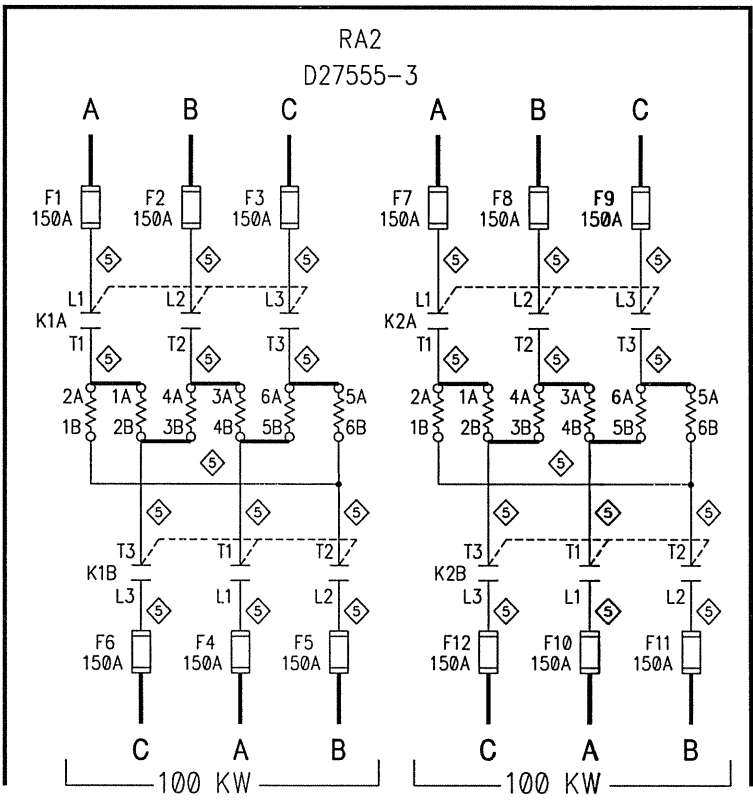 RA2
D27555-3
A B C A B C
F1 F2 F3 F7 F8 F9
150A 150A 150A 150A 150A 150A
5 5 5 5 5 5
L1 L2 L3 L1 L2 L3
K1A K2A
T1 T2 T3 T1 T2 T3
5 5 5 5 5 5
2A 1A 4A 3A 6A 5A 2A 1A 4A 3A 6A 5A
1B 2B 3B 4B 5B 6B 1B 2B 3B 4B 5B 6B
5 5
5 5 5 5 5 5
T3 T1 T2 T3 T1 T2
K1B K2B
L3 L1 L2 L3 L1 L2
5 5 5 5 5 5
F6 F4 F5 F12 F10 F11
150A 150A 150A 150A 150A 150A
C A B C A B
100 KW 100 KW